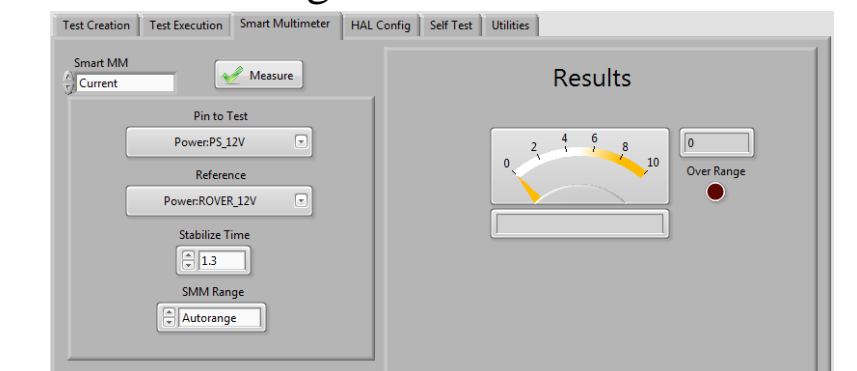 Test Creation
Test Execution
Smart Multimeter
HAL Config
Self Test
Utilities
Smart MM
Current
Measure
Pin to Test
Power:PS_12V
Reference
Power:ROVER_12V
Stabilize Time
1.3
SMM Range
Autorange
Results
0
2
4
6
8
10
0
Over Range